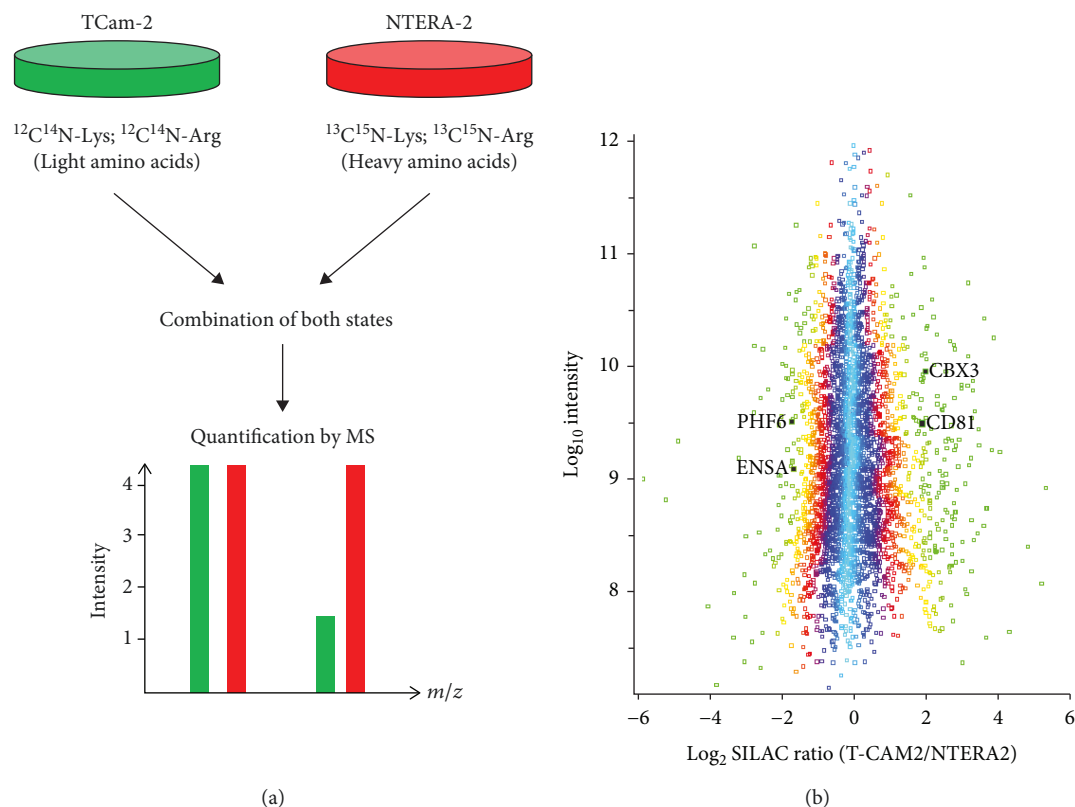 TCam-2
NTERA-2
¹²C¹⁴N-Lys; ¹²C¹⁴N-Arg
(Light amino acids)
¹³C¹⁵N-Lys; ¹³C¹⁵N-Arg
(Heavy amino acids)
Combination of both states
Quantification by MS
Intensity
4
3
2
1
m/z
(a)
Log₁₀ intensity
12
11
10
9
8
CBX3
PHF6
CD81
ENSA
−6
−4
−2
0
2
4
6
Log₂ SILAC ratio (T-CAM2/NTERA2)
(b)